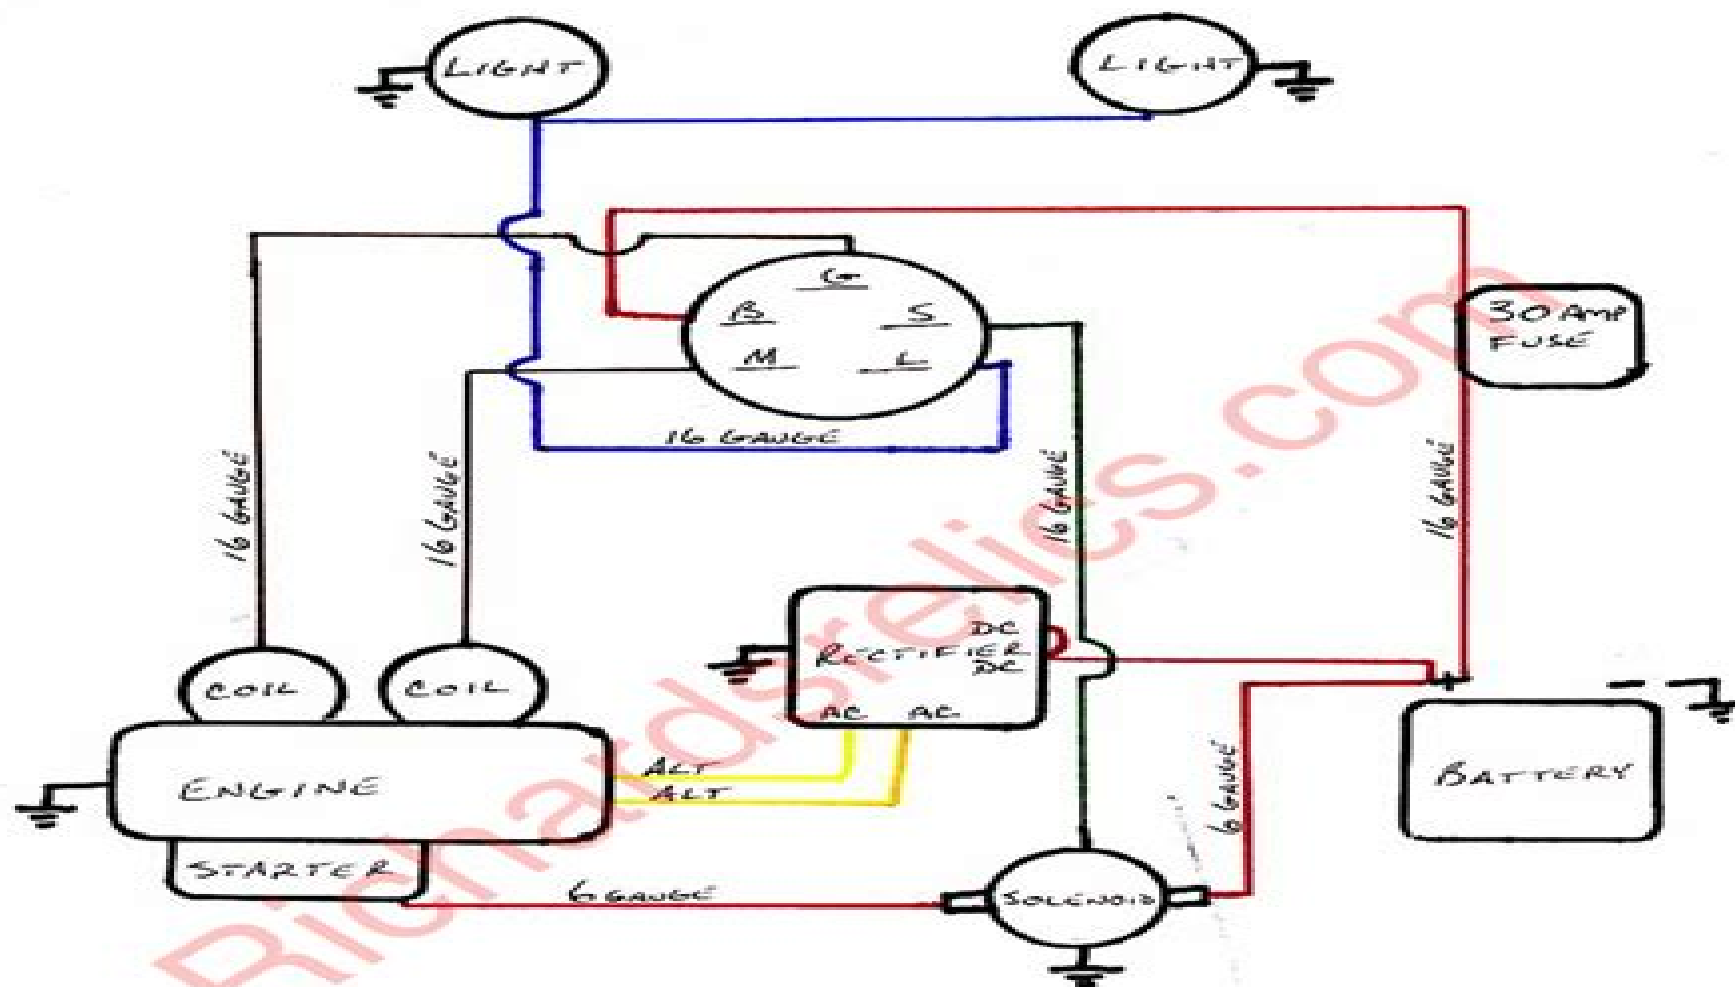 LIGHT
LIGHT
G
B
S
M
L
30 AMP
FUSE
16 GAUGE
16 GAUGE
16 GAUGE
16 GAUGE
16 GAUGE
DC
RECTIFIER
DC
AC
AC
COIL
COIL
ALT
ALT
ENGINE
BATTERY
6 GAUGE
STARTER
6 GAUGE
SOLENOID
+
-
Richardsrelics.com